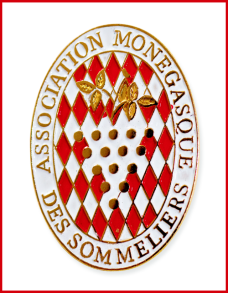 ASSOCIATION MONEGASQUE
DES SOMMELIERS